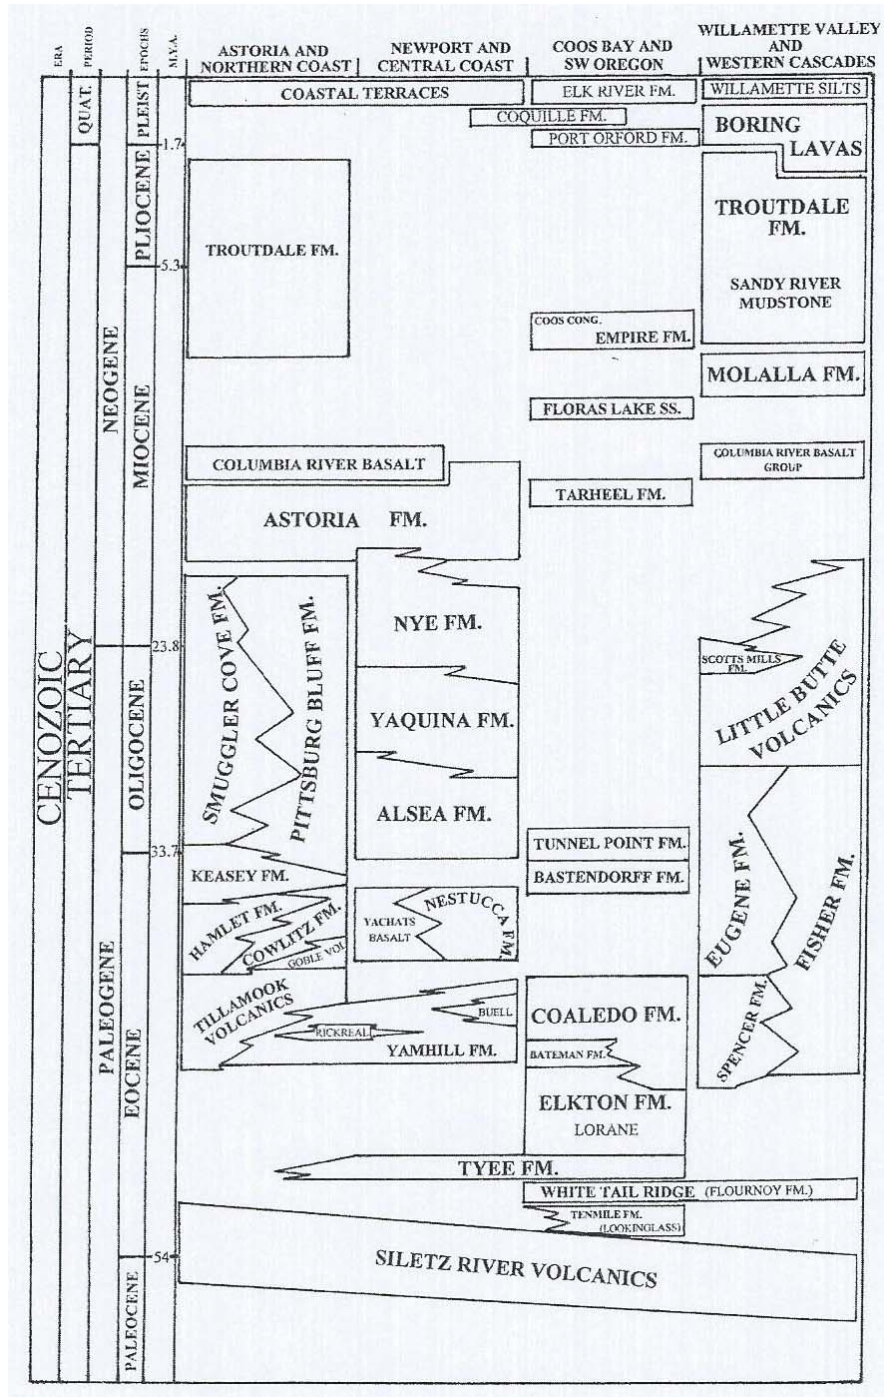 ERA
PERIOD
EPOCHS
M.Y.A.
ASTORIA AND
NORTHERN COAST
NEWPORT AND
CENTRAL COAST
COOS BAY AND
SW OREGON
WILLAMETTE VALLEY
AND
WESTERN CASCADES
CENOZOIC
QUAT.
TERTIARY
NEOGENE
PALEOGENE
PLEIST
PLIOCENE
MIOCENE
OLIGOCENE
EOCENE
PALEOCENE
1.7
5.3
23.8
33.7
54
COASTAL TERRACES
ELK RIVER FM.
WILLAMETTE SILTS
COQUILLE FM.
PORT ORFORD FM.
BORING
LAVAS
TROUTDALE FM.
TROUTDALE
FM.
SANDY RIVER
MUDSTONE
COOS CONG.
EMPIRE FM.
MOLALLA FM.
FLORAS LAKE SS.
COLUMBIA RIVER BASALT
COLUMBIA RIVER BASALT
GROUP
TARHEEL FM.
ASTORIA FM.
SMUGGLER COVE FM.
PITTSBURG BLUFF FM.
NYE FM.
SCOTTS MILLS
FM.
LITTLE BUTTE
VOLCANICS
YAQUINA FM.
ALSEA FM.
TUNNEL POINT FM.
BASTENDORFF FM.
EUGENE FM.
FISHER FM.
KEASEY FM.
HAMLET FM.
COWLITZ FM.
GOBLE VOL
YACHATS
BASALT
NESTUCCA FM.
TILLAMOOK
VOLCANICS
RICKREAL
BUELL
YAMHILL FM.
COALEDO FM.
BATEMAN FM.
SPENCER FM.
ELKTON FM.
LORANE
TYEE FM.
WHITE TAIL RIDGE (FLOURNOY FM.)
TENMILE FM.
(LOOKINGLASS)
SILETZ RIVER VOLCANICS